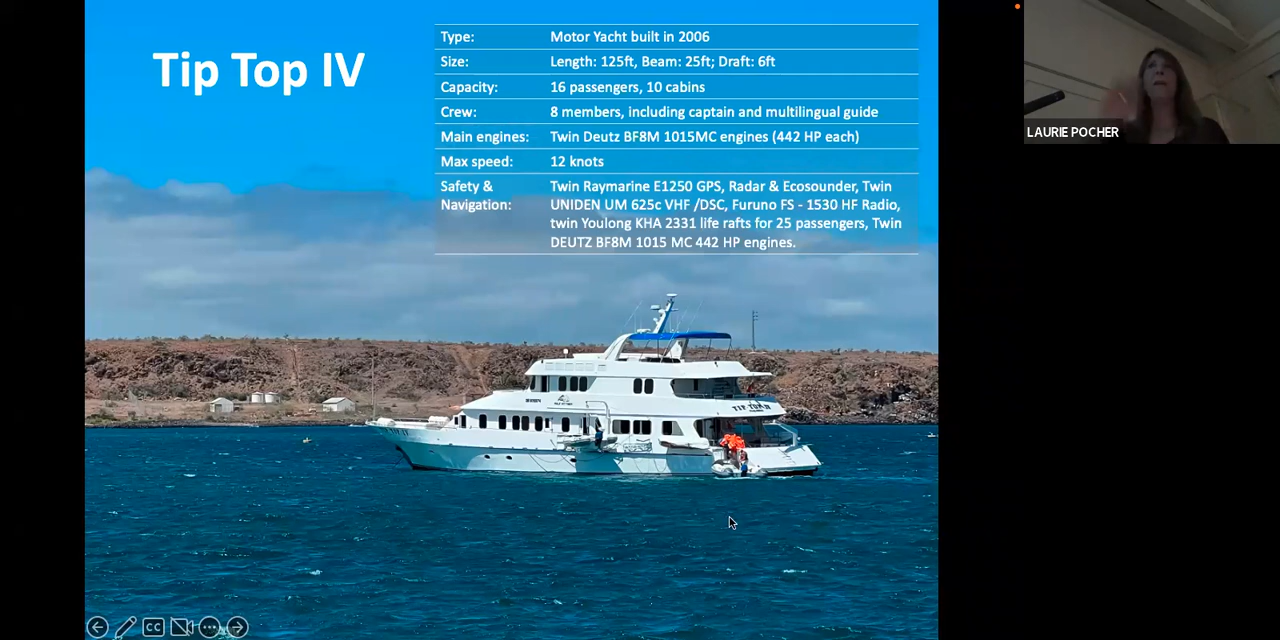 Tip Top IV
Type: Motor Yacht built in 2006
Size: Length: 125ft, Beam: 25ft; Draft: 6ft
Capacity: 16 passengers, 10 cabins
Crew: 8 members, including captain and multilingual guide
Main engines: Twin Deutz BF8M 1015MC engines (442 HP each)
Max speed: 12 knots
Safety & Navigation: Twin Raymarine E1250 GPS, Radar & Ecosounder, Twin
UNIDEN UM 625c VHF /DSC, Furuno FS - 1530 HF Radio,
twin Youlong KHA 2331 life rafts for 25 passengers, Twin
DEUTZ BF8M 1015 MC 442 HP engines.
LAURIE POCHER
TIP TOP IV
CC